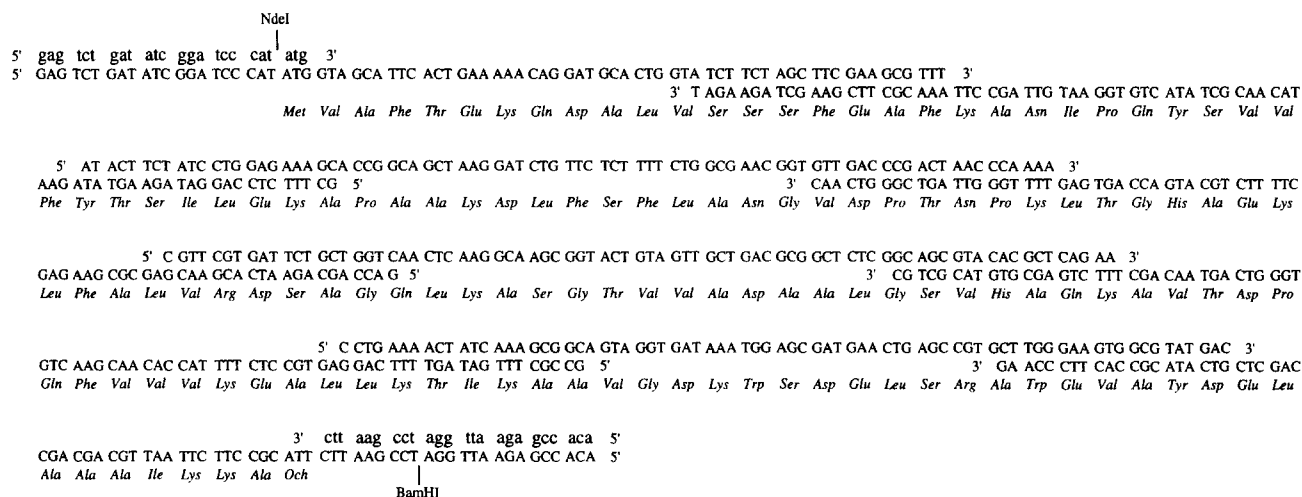 NdeI
5' gag tct gat atc gga tcc cat atg 3'
5' GAG TCT GAT ATC GGA TCC CAT ATG GTA GCA TTC ACT GAA AAA CAG GAT GCA CTG GTA TCT TCT AGC TTC GAA GCG TTT 3'
3' T AGA AGA TCG AAG CTT CGC AAA TTC CGA TTG TAA GGT GTC ATA TCG CAA CAT
Met Val Ala Phe Thr Glu Lys Gln Asp Ala Leu Val Ser Ser Ser Phe Glu Ala Phe Lys Ala Asn Ile Pro Gln Tyr Ser Val Val
5' AT ACT TCT ATC CTG GAG AAA GCA CCG GCA GCT AAG GAT CTG TTC TCT TTT CTG GCG AAC GGT GTT GAC CCG ACT AAC CCA AAA 3'
AAG ATA TGA AGA TAG GAC CTC TTT CG 5' 3' CAA CTG GGC TGA TTG GGT TTT GAG TGA CCA GTA CGT CTT TTC
Phe Tyr Thr Ser Ile Leu Glu Lys Ala Pro Ala Ala Lys Asp Leu Phe Ser Phe Leu Ala Asn Gly Val Asp Pro Thr Asn Pro Lys Leu Thr Gly His Ala Glu Lys
5' C GTT CGT GAT TCT GCT GGT CAA CTC AAG GCA AGC GGT ACT GTA GTT GCT GAC GCG GCT CTC GGC AGC GTA CAC GCT CAG AA 3'
GAG AAG CGC GAG CAA GCA CTA AGA CGA CCA G 5' 3' CG TCG CAT GTG CGA GTC TTT CGA CAA TGA CTG GGT
Leu Phe Ala Leu Val Arg Asp Ser Ala Gly Gln Leu Lys Ala Ser Gly Thr Val Val Ala Asp Ala Ala Leu Gly Ser Val His Ala Gln Lys Ala Val Thr Asp Pro
5' C CTG AAA ACT ATC AAA GCG GCA GTA GGT GAT AAA TGG AGC GAT GAA CTG AGC CGT GCT TGG GAA GTG GCG TAT GAC 3'
GTC AAG CAA CAC CAT TTT CTC CGT GAG GAC TTT TGA TAG TTT CGC CG 5' 3' GA ACC CTT CAC CGC ATA CTG CTC GAC
Gln Phe Val Val Val Lys Glu Ala Leu Leu Lys Thr Ile Lys Ala Ala Val Gly Asp Lys Trp Ser Asp Glu Leu Ser Arg Ala Trp Glu Val Ala Tyr Asp Glu Leu
3' ctt aag cct agg tta aga gcc aca 5'
CGA CGA CGT TAA TTC TTC CGC ATT CTT AAG CCT AGG TTA AGA GCC ACA 5'
Ala Ala Ala Ile Lys Lys Ala Och
BamHI